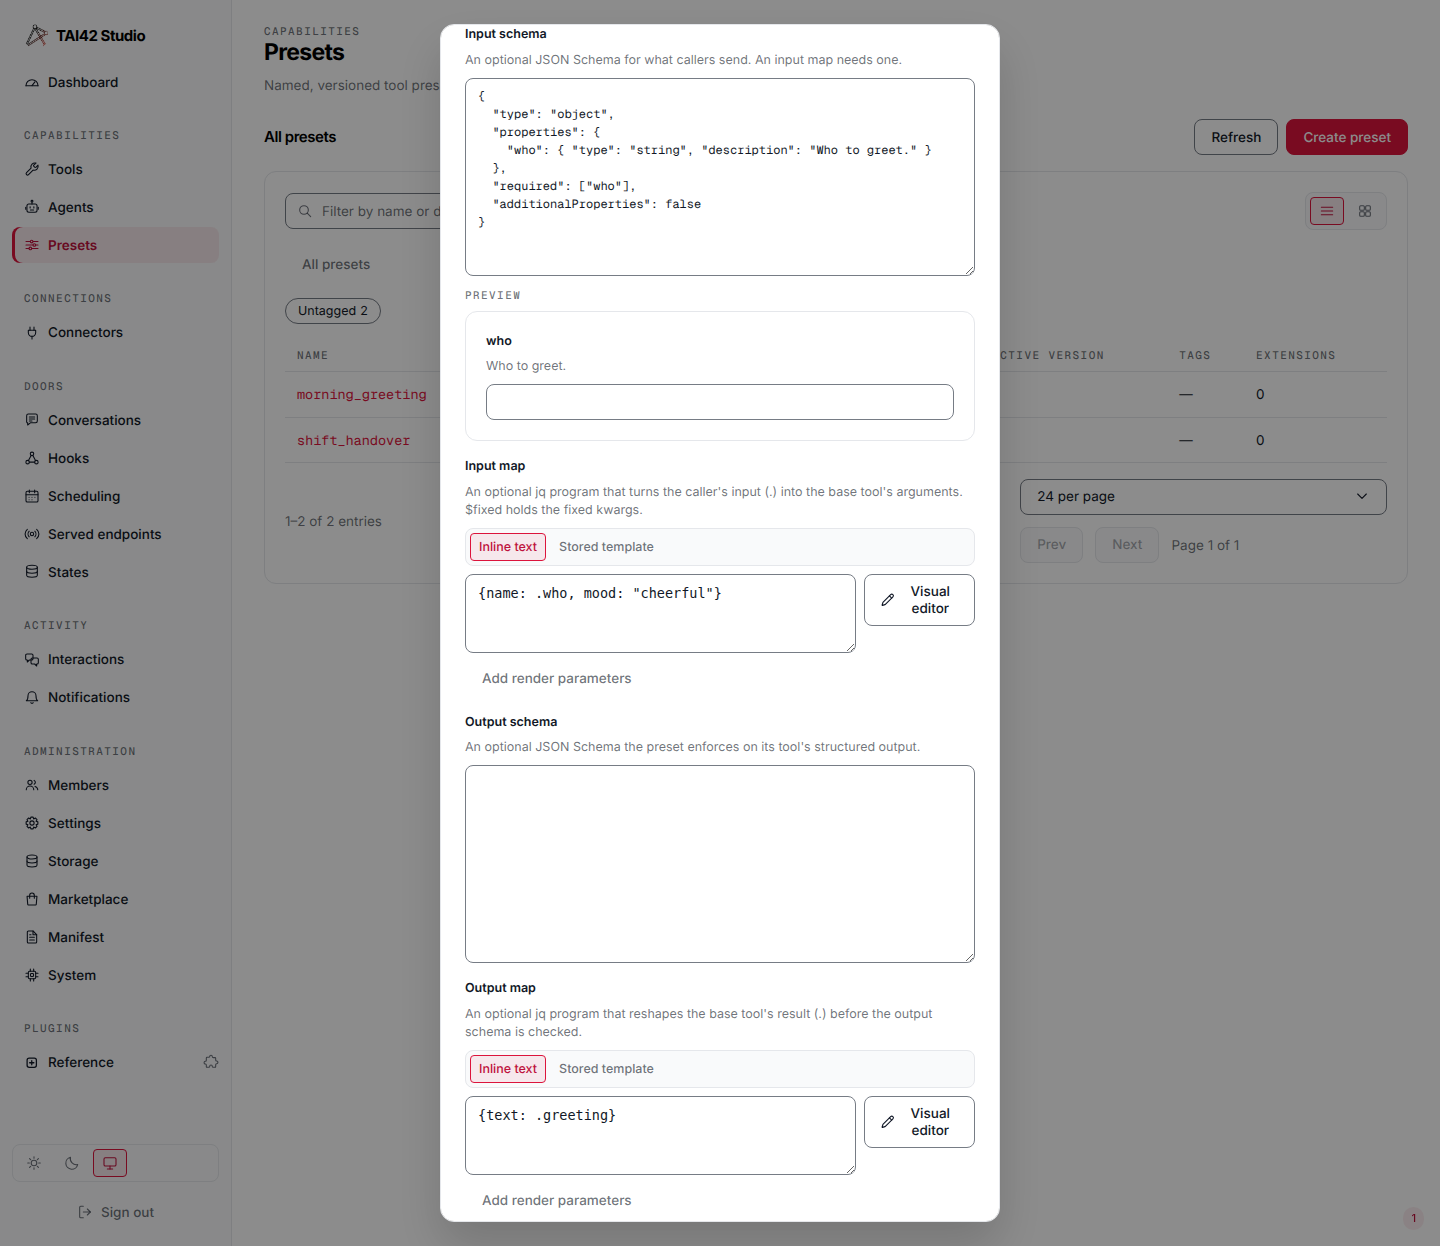 TAI42 Studio
Dashboard
CAPABILITIES
Tools
Agents
Presets
CONNECTIONS
Connectors
DOORS
Conversations
Hooks
Scheduling
Served endpoints
States
ACTIVITY
Interactions
Notifications
ADMINISTRATION
Members
Settings
Storage
Marketplace
Manifest
System
PLUGINS
Reference
Sign out
CAPABILITIES
Presets
Named, versioned tool pres
All presets
Refresh
Create preset
Filter by name or d
All presets
Untagged 2
NAME
CTIVE VERSION
TAGS
EXTENSIONS
morning_greeting
—
0
shift_handover
—
0
1–2 of 2 entries
24 per page
Prev
Next
Page 1 of 1
1
Input schema
An optional JSON Schema for what callers send. An input map needs one.
{
  "type": "object",
  "properties": {
    "who": { "type": "string", "description": "Who to greet." }
  },
  "required": ["who"],
  "additionalProperties": false
}
PREVIEW
who
Who to greet.
Input map
An optional jq program that turns the caller's input (.) into the base tool's arguments.
$fixed holds the fixed kwargs.
Inline text
Stored template
{name: .who, mood: "cheerful"}
Visual
editor
Add render parameters
Output schema
An optional JSON Schema the preset enforces on its tool's structured output.
Output map
An optional jq program that reshapes the base tool's result (.) before the output
schema is checked.
Inline text
Stored template
{text: .greeting}
Visual
editor
Add render parameters